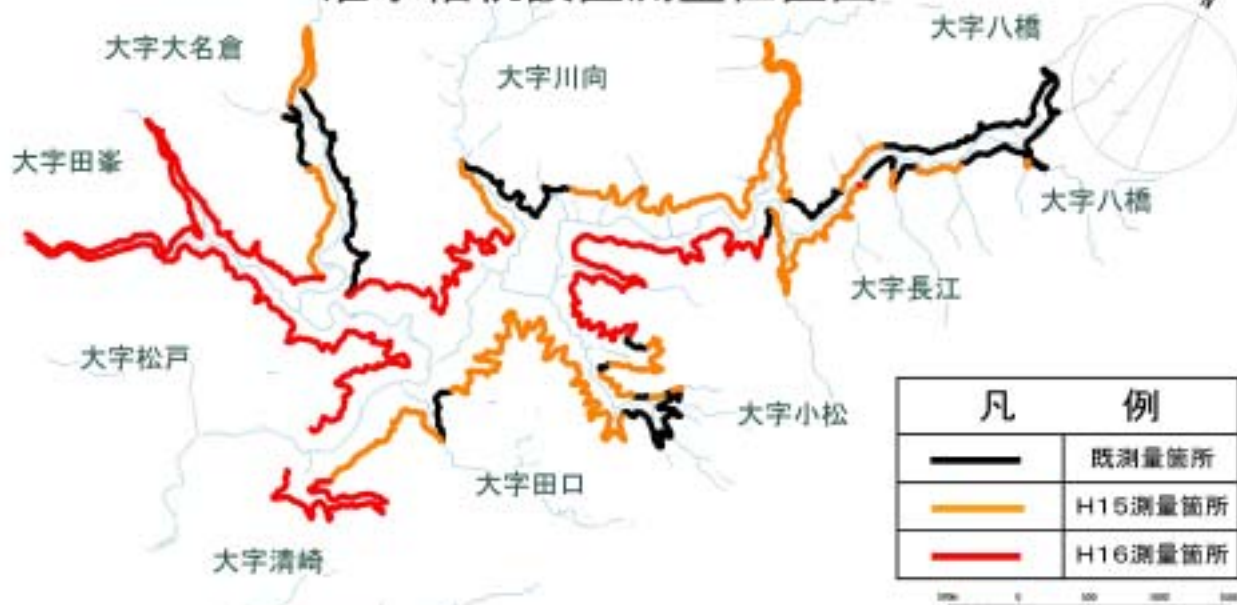 大字大名倉
大字川向
大字八橋
N
大字田峯
大字八橋
大字長江
大字松戸
大字小松
大字田口
大字清崎
凡 例
既測量箇所
H15測量箇所
H16測量箇所
0
500
1000